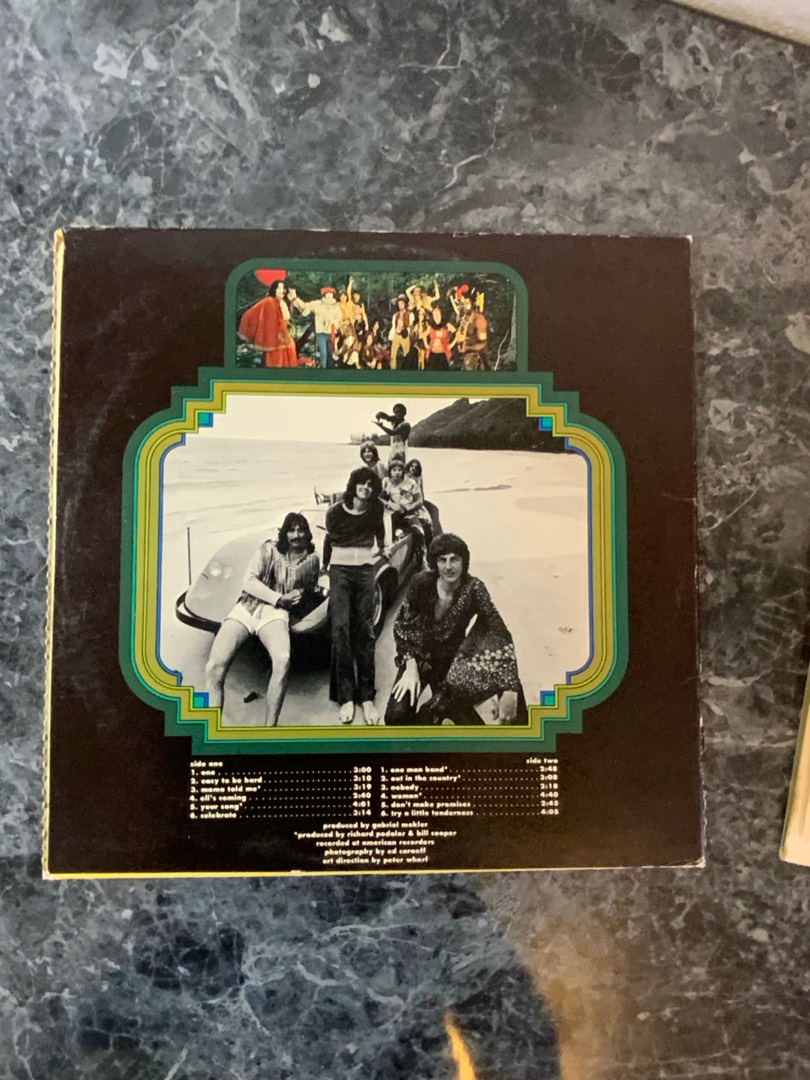 side one
1. one 3:00
2. easy to be hard 3:10
3. mama told me* 3:19
4. eli's coming 2:40
5. your song* 4:01
6. celebrate 3:14
side two
1. one man band* 2:48
2. out in the country* 3:08
3. nobody 2:18
4. woman* 4:40
5. don't make promises 2:45
6. try a little tenderness 4:05
produced by gabriel mekler
*produced by richard podolor & bill cooper
recorded at american recorders
photography by ed caraeff
art direction by peter whorf